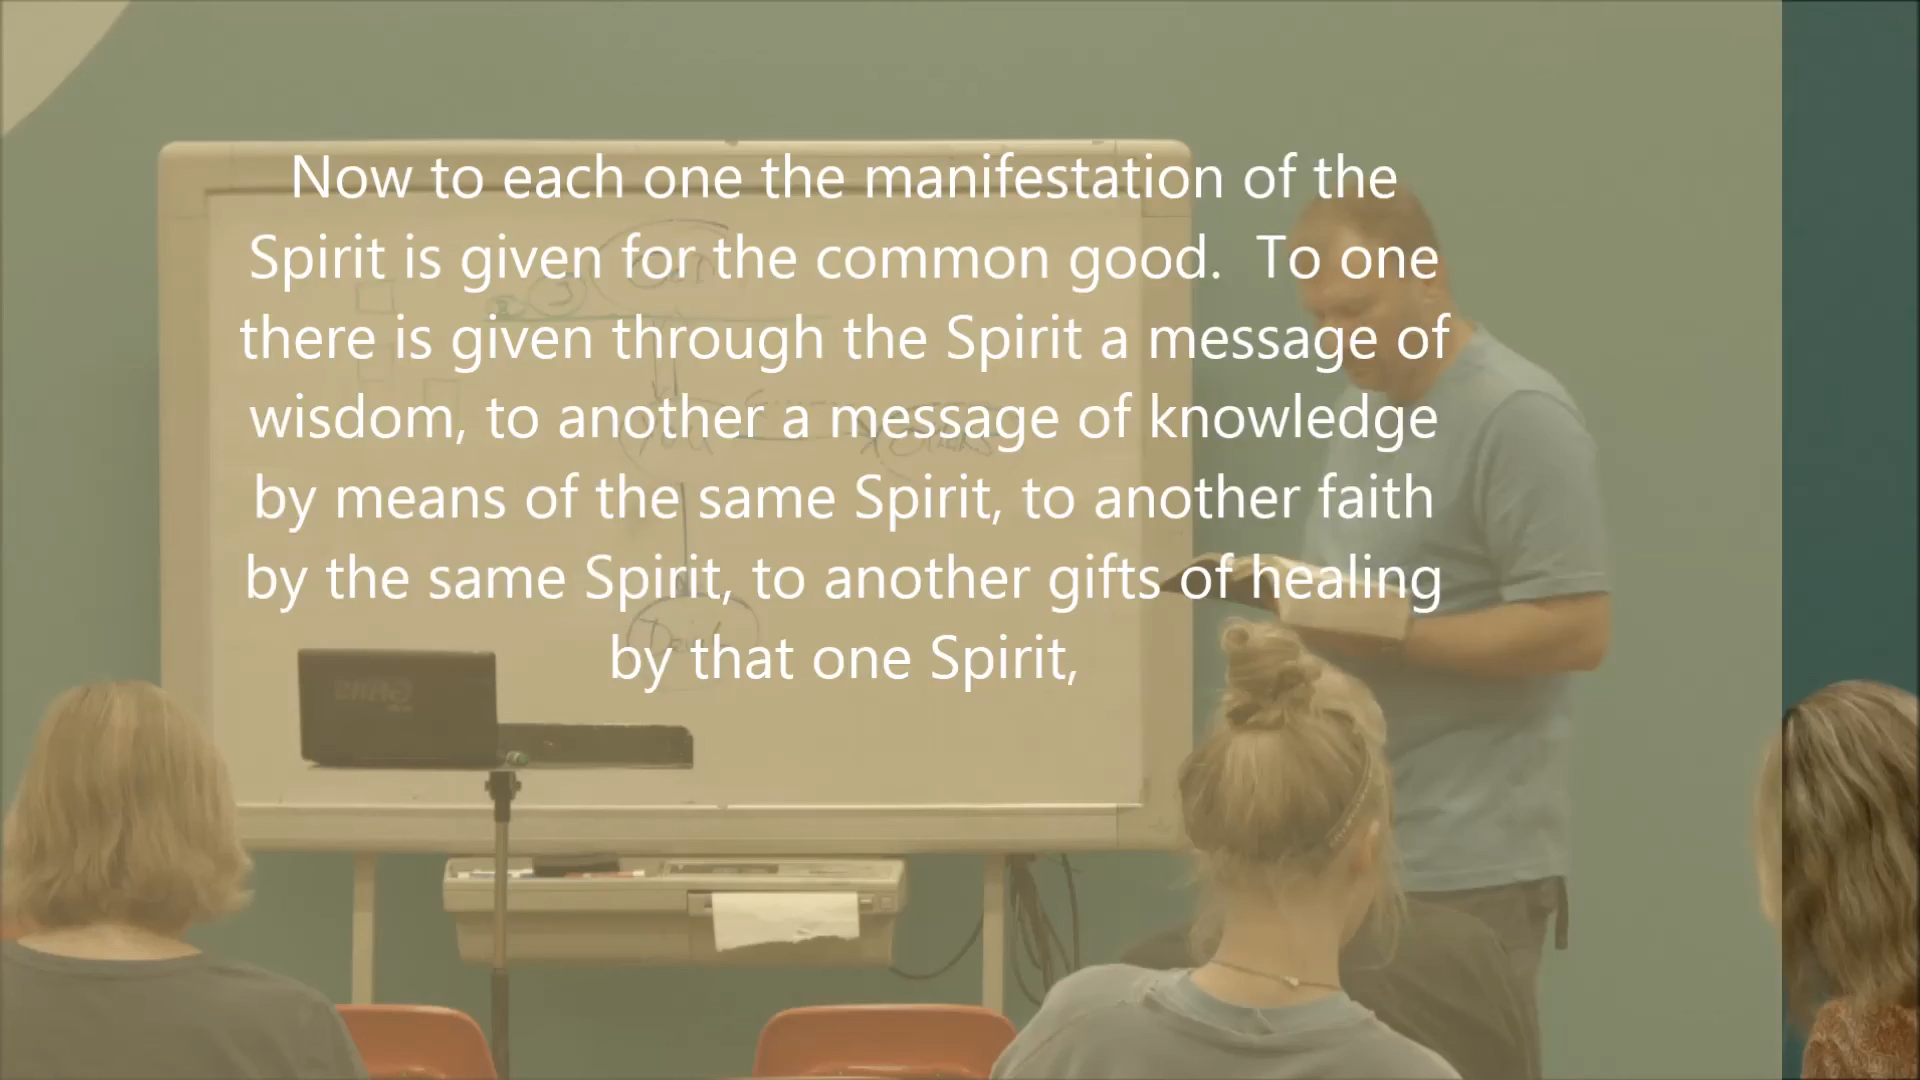 Now to each one the manifestation of the
Spirit is given for the common good.  To one
there is given through the Spirit a message of
wisdom, to another a message of knowledge
by means of the same Spirit, to another faith
by the same Spirit, to another gifts of healing
by that one Spirit,